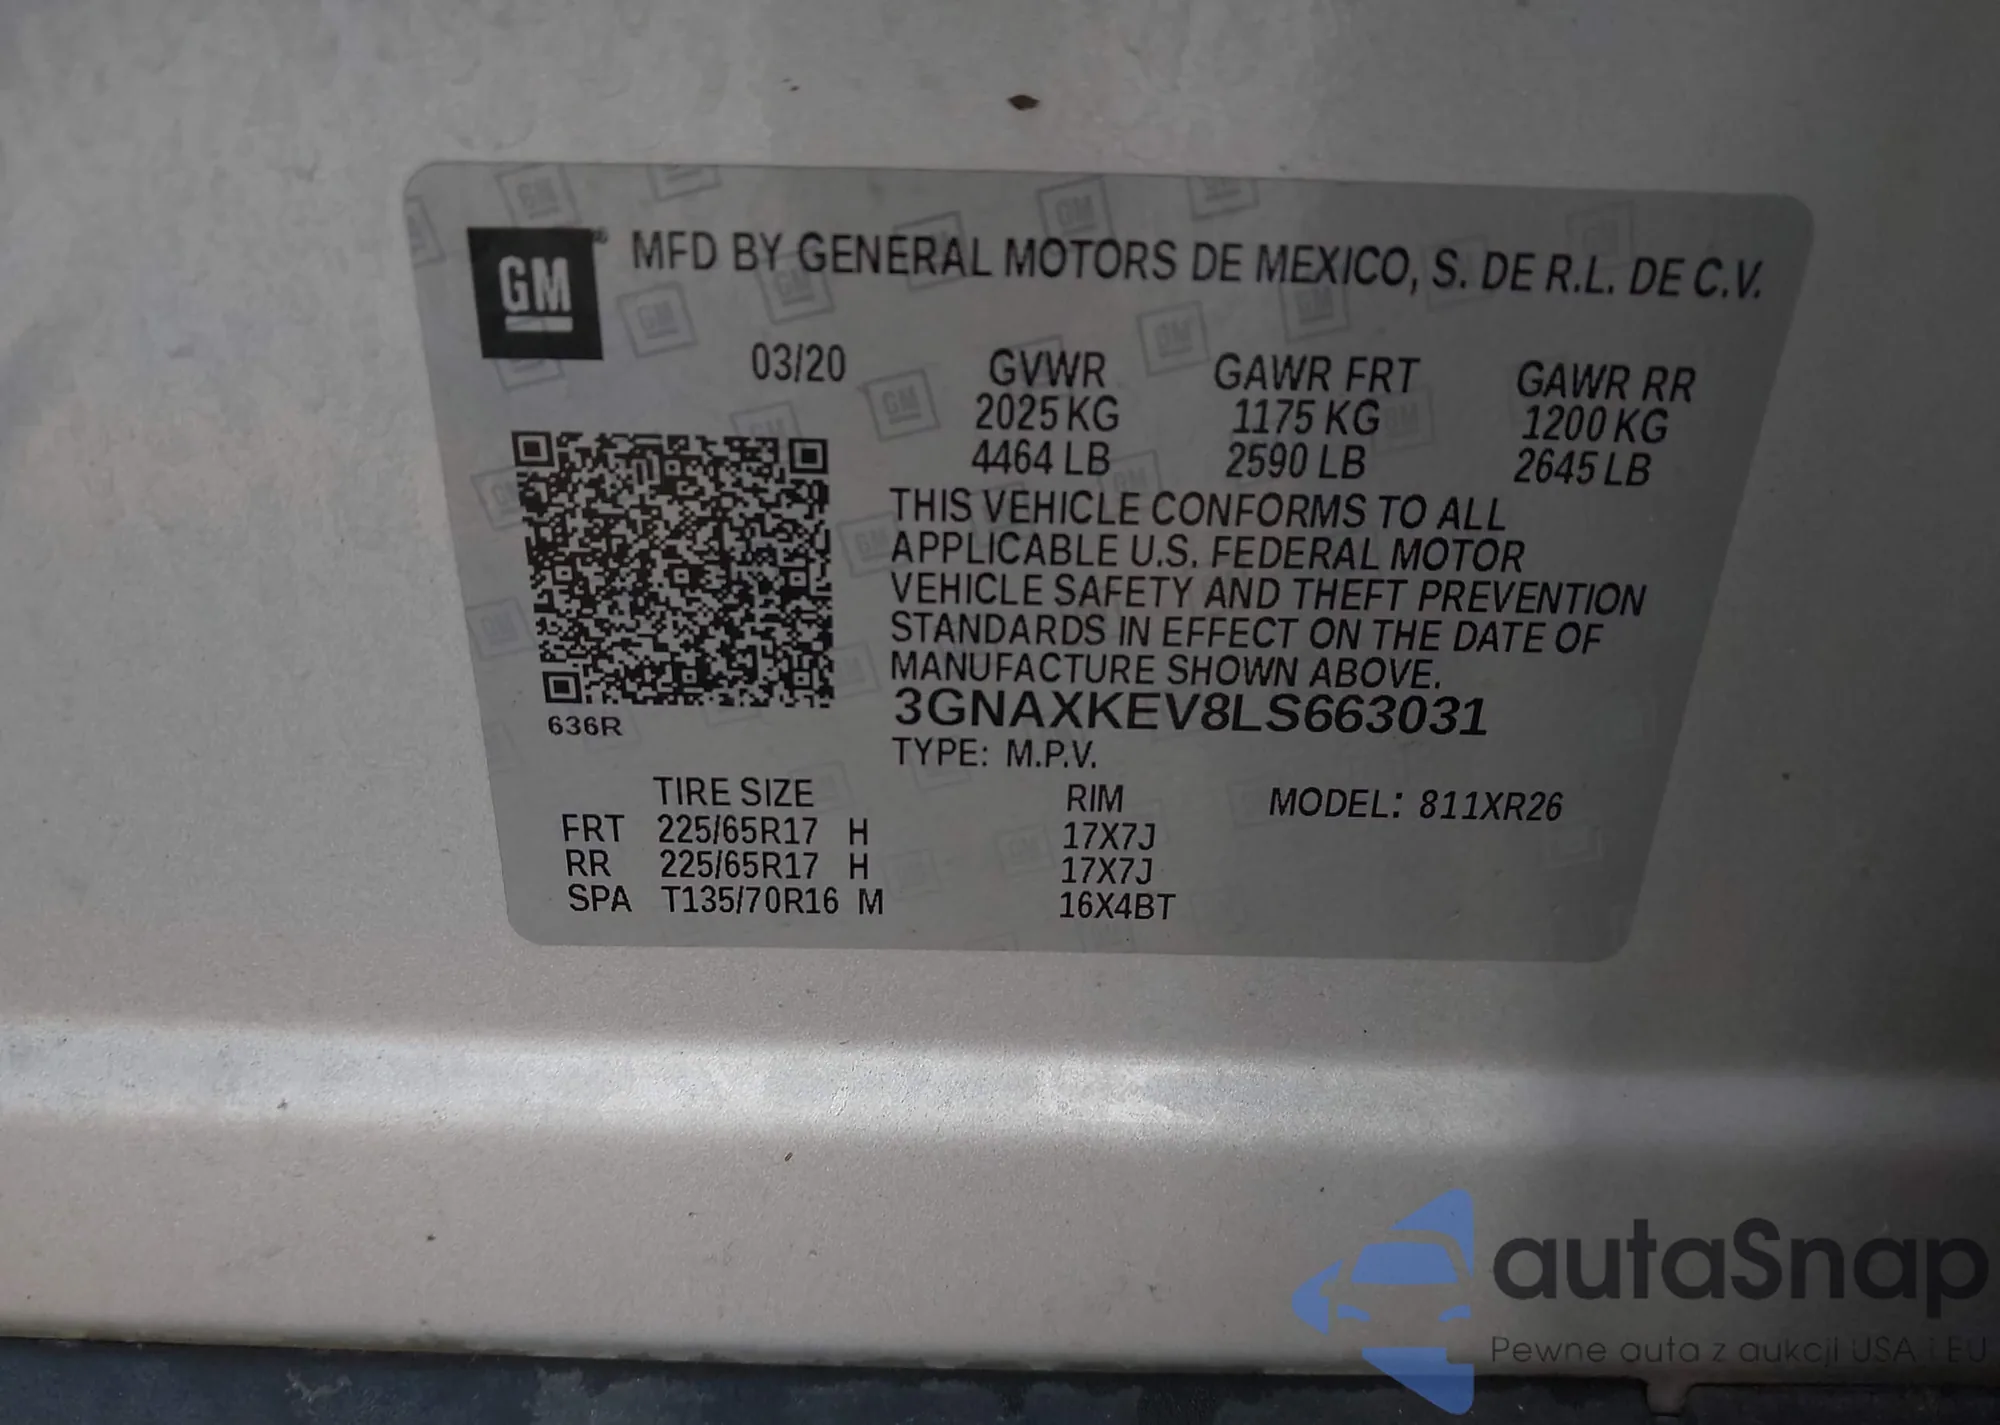 GM
MFD BY GENERAL MOTORS DE MEXICO, S. DE R.L. DE C.V.
03/20 GVWR GAWR FRT GAWR RR
2025 KG 1175 KG 1200 KG
4464 LB 2590 LB 2645 LB
THIS VEHICLE CONFORMS TO ALL
APPLICABLE U.S. FEDERAL MOTOR
VEHICLE SAFETY AND THEFT PREVENTION
STANDARDS IN EFFECT ON THE DATE OF
MANUFACTURE SHOWN ABOVE.
3GNAXKEV8LS663031
636R
TYPE: M.P.V.
TIRE SIZE RIM MODEL: 811XR26
FRT 225/65R17 H 17X7J
RR 225/65R17 H 17X7J
SPA T135/70R16 M 16X4BT
autaSnap
Pewne auta z aukcji USA i EU